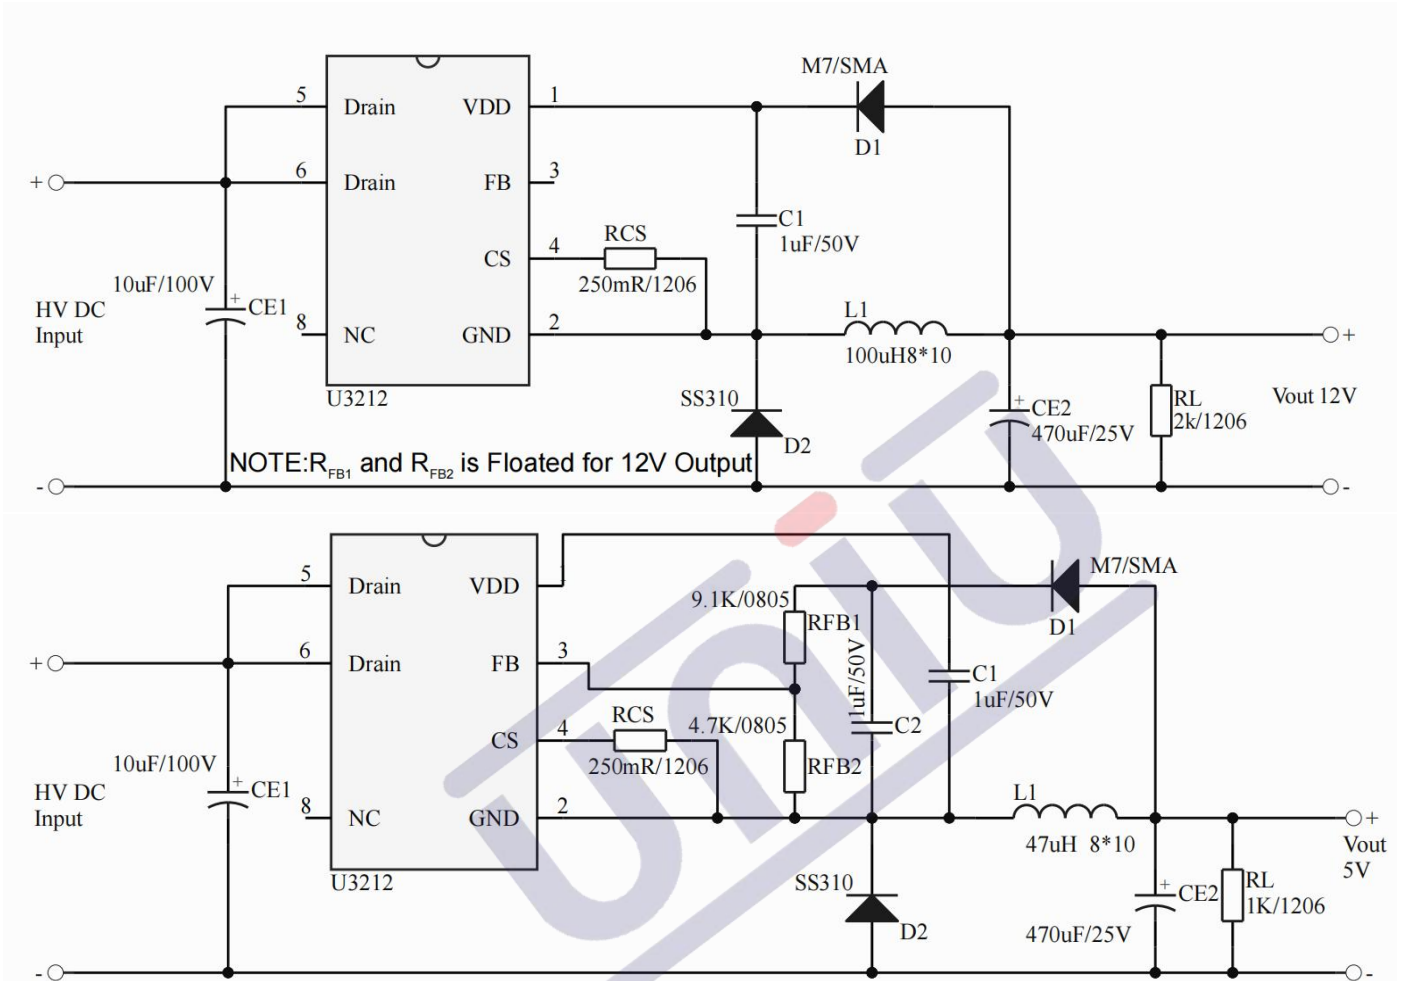 M7/SMA
5
Drain
VDD
1
D1
+
6
Drain
FB
3
C1
1uF/50V
RCS
CS
4
250mR/1206
10uF/100V
+
CE1
HV DC
Input
8
NC
GND
2
L1
100uH8*10
+
U3212
SS310
D2
+
CE2
470uF/25V
RL
2k/1206
Vout 12V
NOTE:RFB1 and RFB2 is Floated for 12V Output
-
-
5
Drain
VDD
1
M7/SMA
9.1K/0805
RFB1
D1
+
6
Drain
FB
3
1uF/50V
C2
C1
1uF/50V
RCS
4.7K/0805
CS
4
250mR/1206
RFB2
10uF/100V
+
CE1
HV DC
Input
8
NC
GND
2
L1
47uH 8*10
+
Vout
5V
U3212
SS310
D2
+
CE2
470uF/25V
RL
1K/1206
-
-
uniU